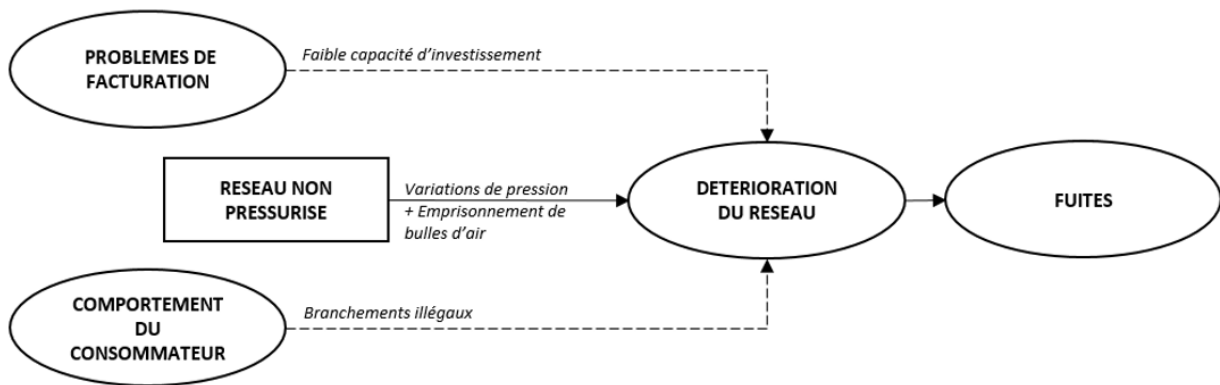 PROBLEMES DE
FACTURATION
Faible capacité d'investissement
RESEAU NON
PRESSURISE
Variations de pression
+ Emprisonnement de
bulles d'air
DETERIORATION
DU RESEAU
FUITES
COMPORTEMENT
DU
CONSOMMATEUR
Branchements illégaux